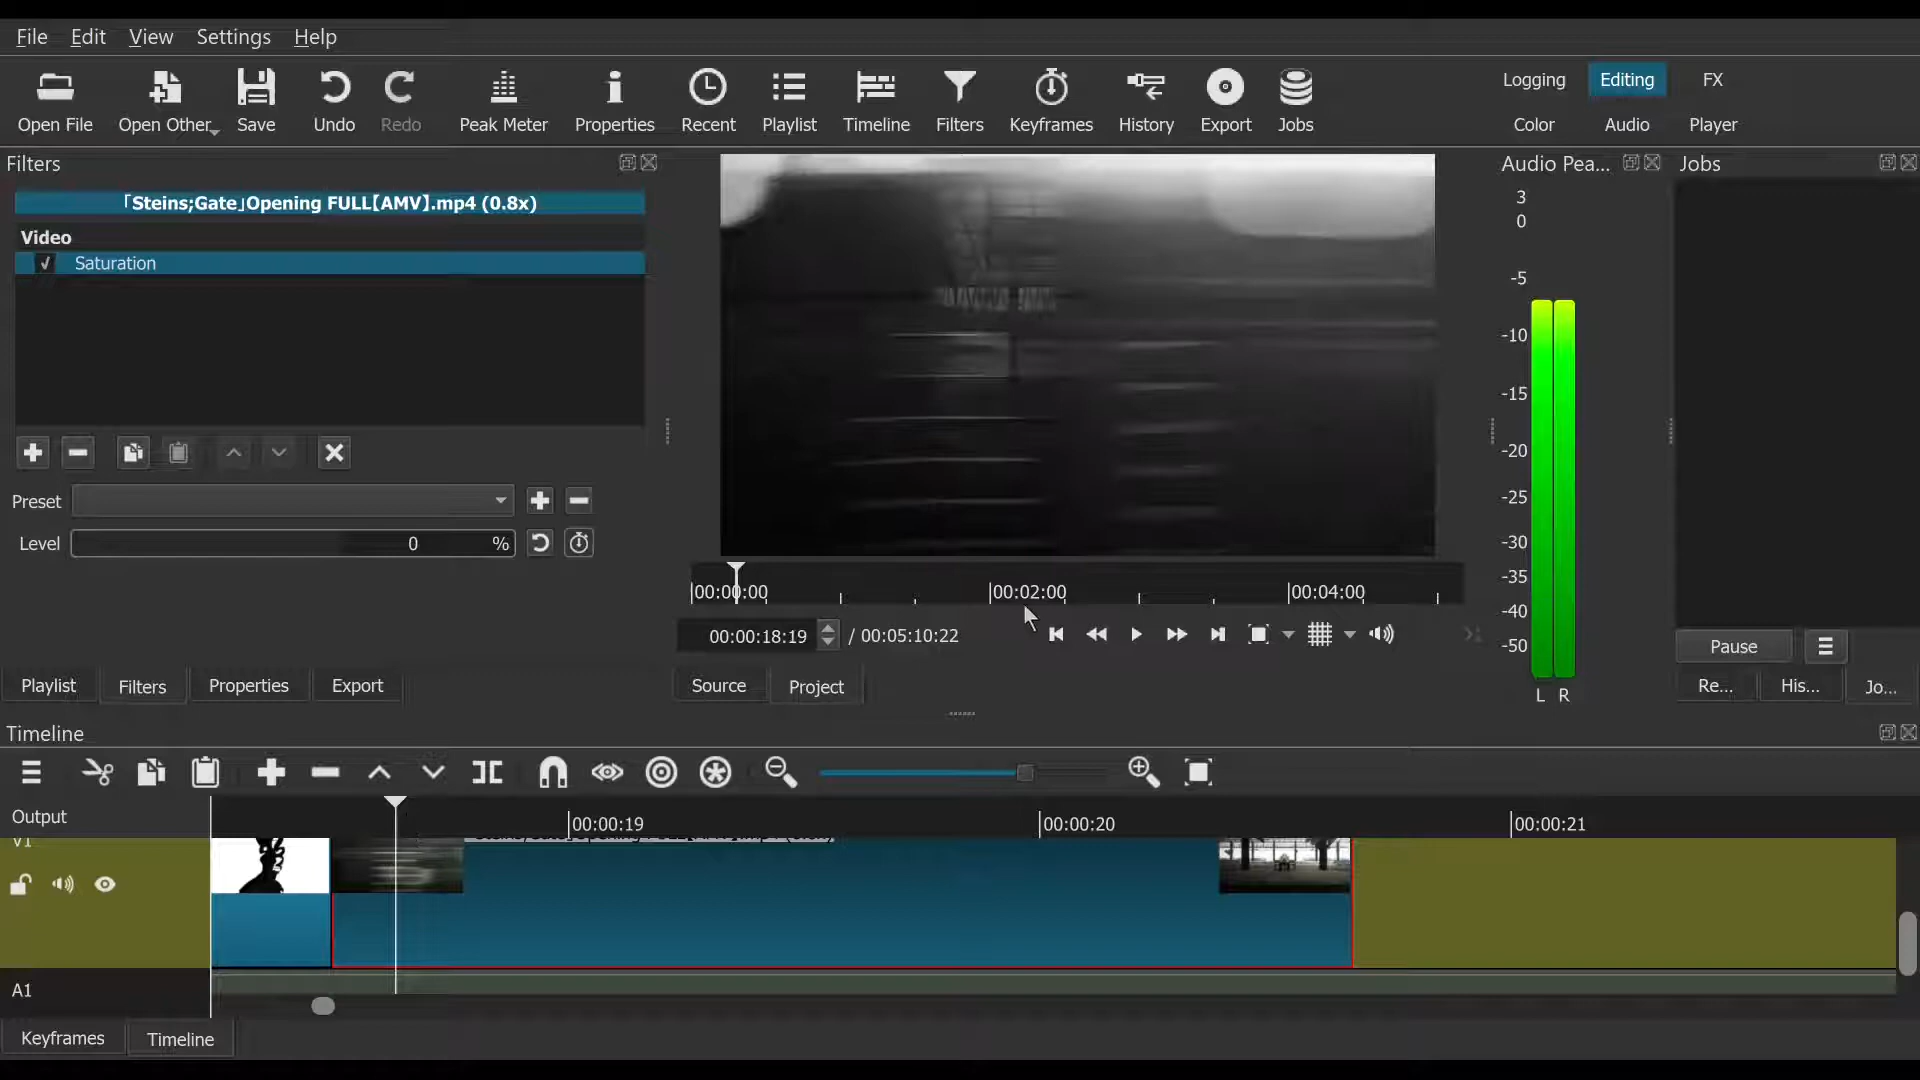 File Edit View Settings Help
Open File Open Other Save Undo Redo Peak Meter Properties Recent Playlist Timeline Filters Keyframes History Export Jobs
Logging Editing FX
Color Audio Player
Filters
「Steins;Gate」Opening FULL【AMV】.mp4 (0.8x)
Video
Saturation
Preset
Level 0 %
Playlist Filters Properties Export
00:00:00 00:02:00 00:04:00
00:00:18:19 / 00:05:10:22
Source Project
Audio Pea...
3
0
-5
-10
-15
-20
-25
-30
-35
-40
-50
L R
Jobs
Pause
Re... His... Jo...
Timeline
Output
00:00:19 00:00:20 00:00:21
V1
A1
Keyframes Timeline